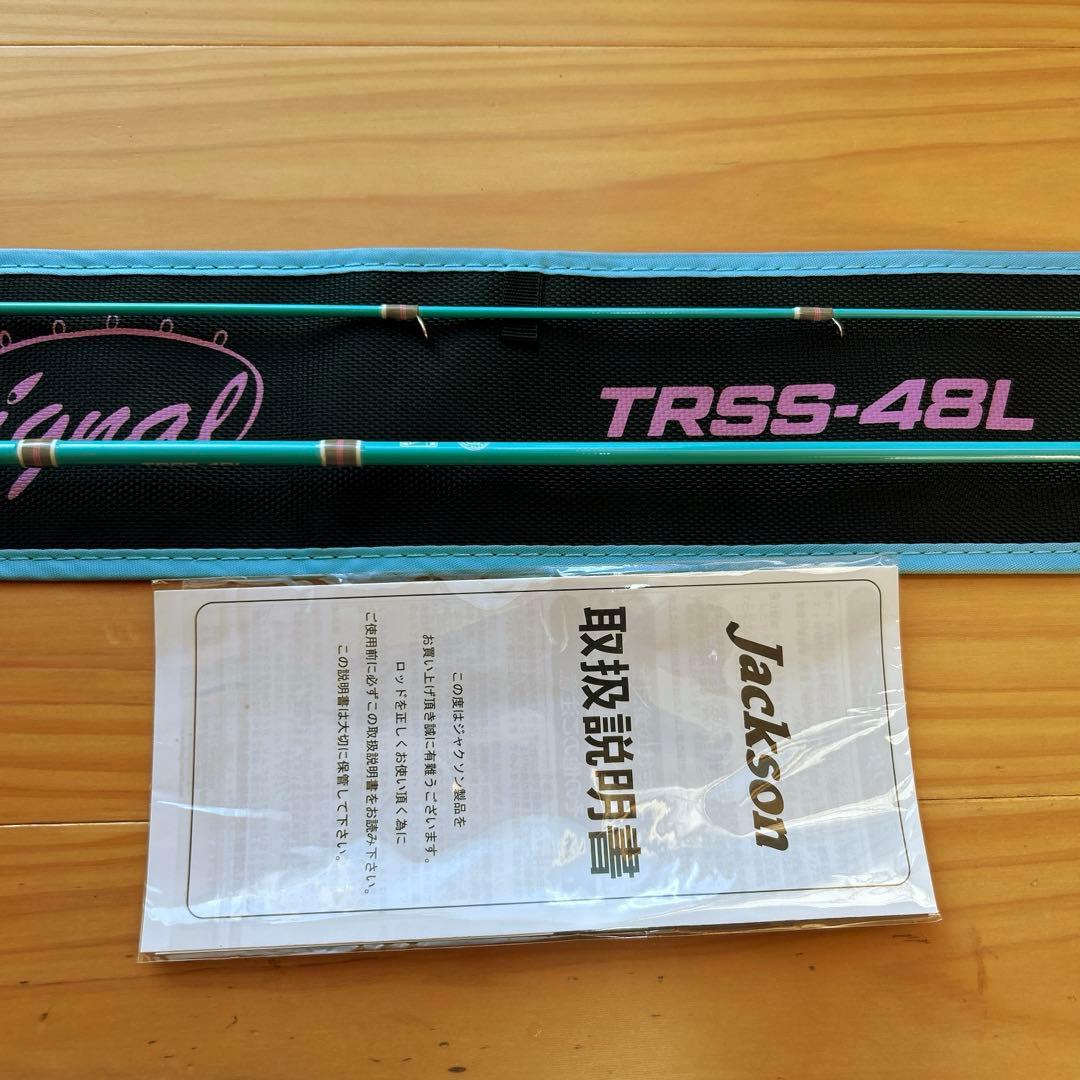 ignal
TRSS-48L
TRSS-48L
Jackson
取扱説明書
この度はジャクソン製品を
お買い上げ頂き誠に有難うございます。
ロッドを正しくお使い頂く為に
ご使用前に必ずこの取扱説明書をお読み下さい。
この説明書は大切に保管して下さい。